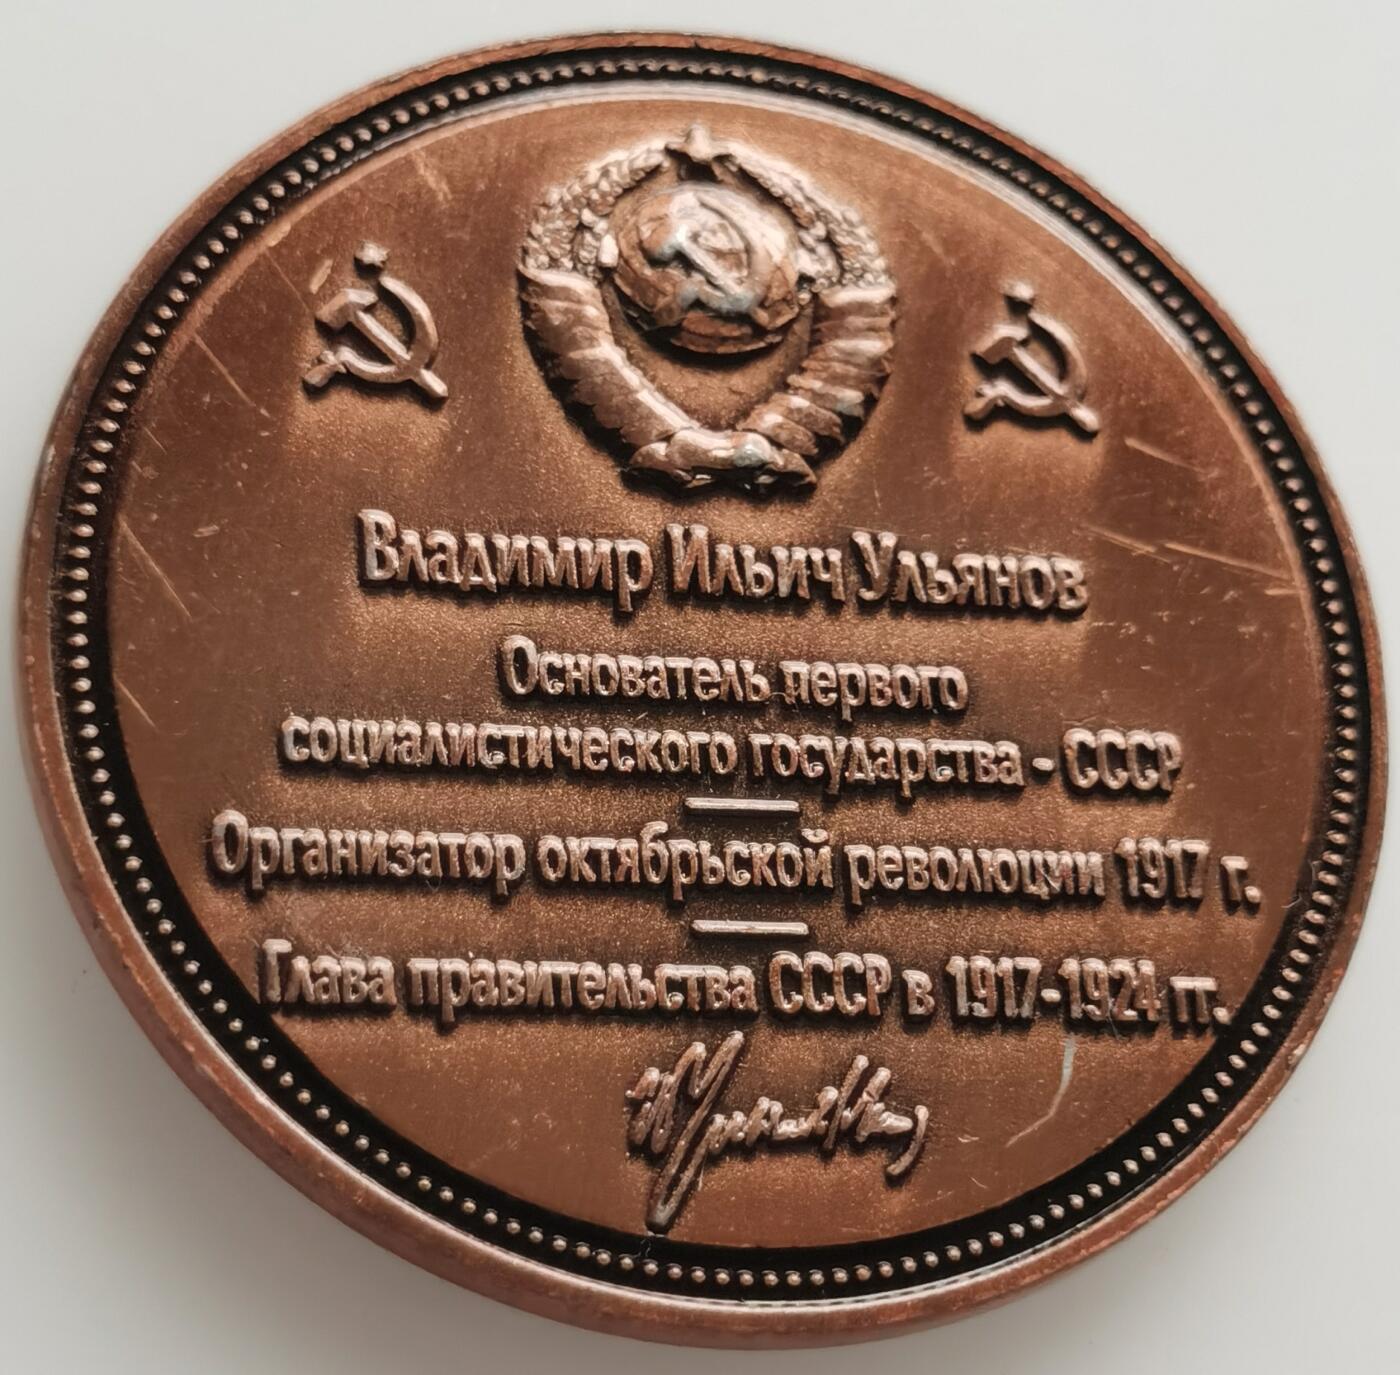 Владимир Ильич Ульянов
Основатель первого
социалистического государства - СССР
Организатор октябрьской революции 1917 г.
Глава правительства СССР в 1917-1924 гг.